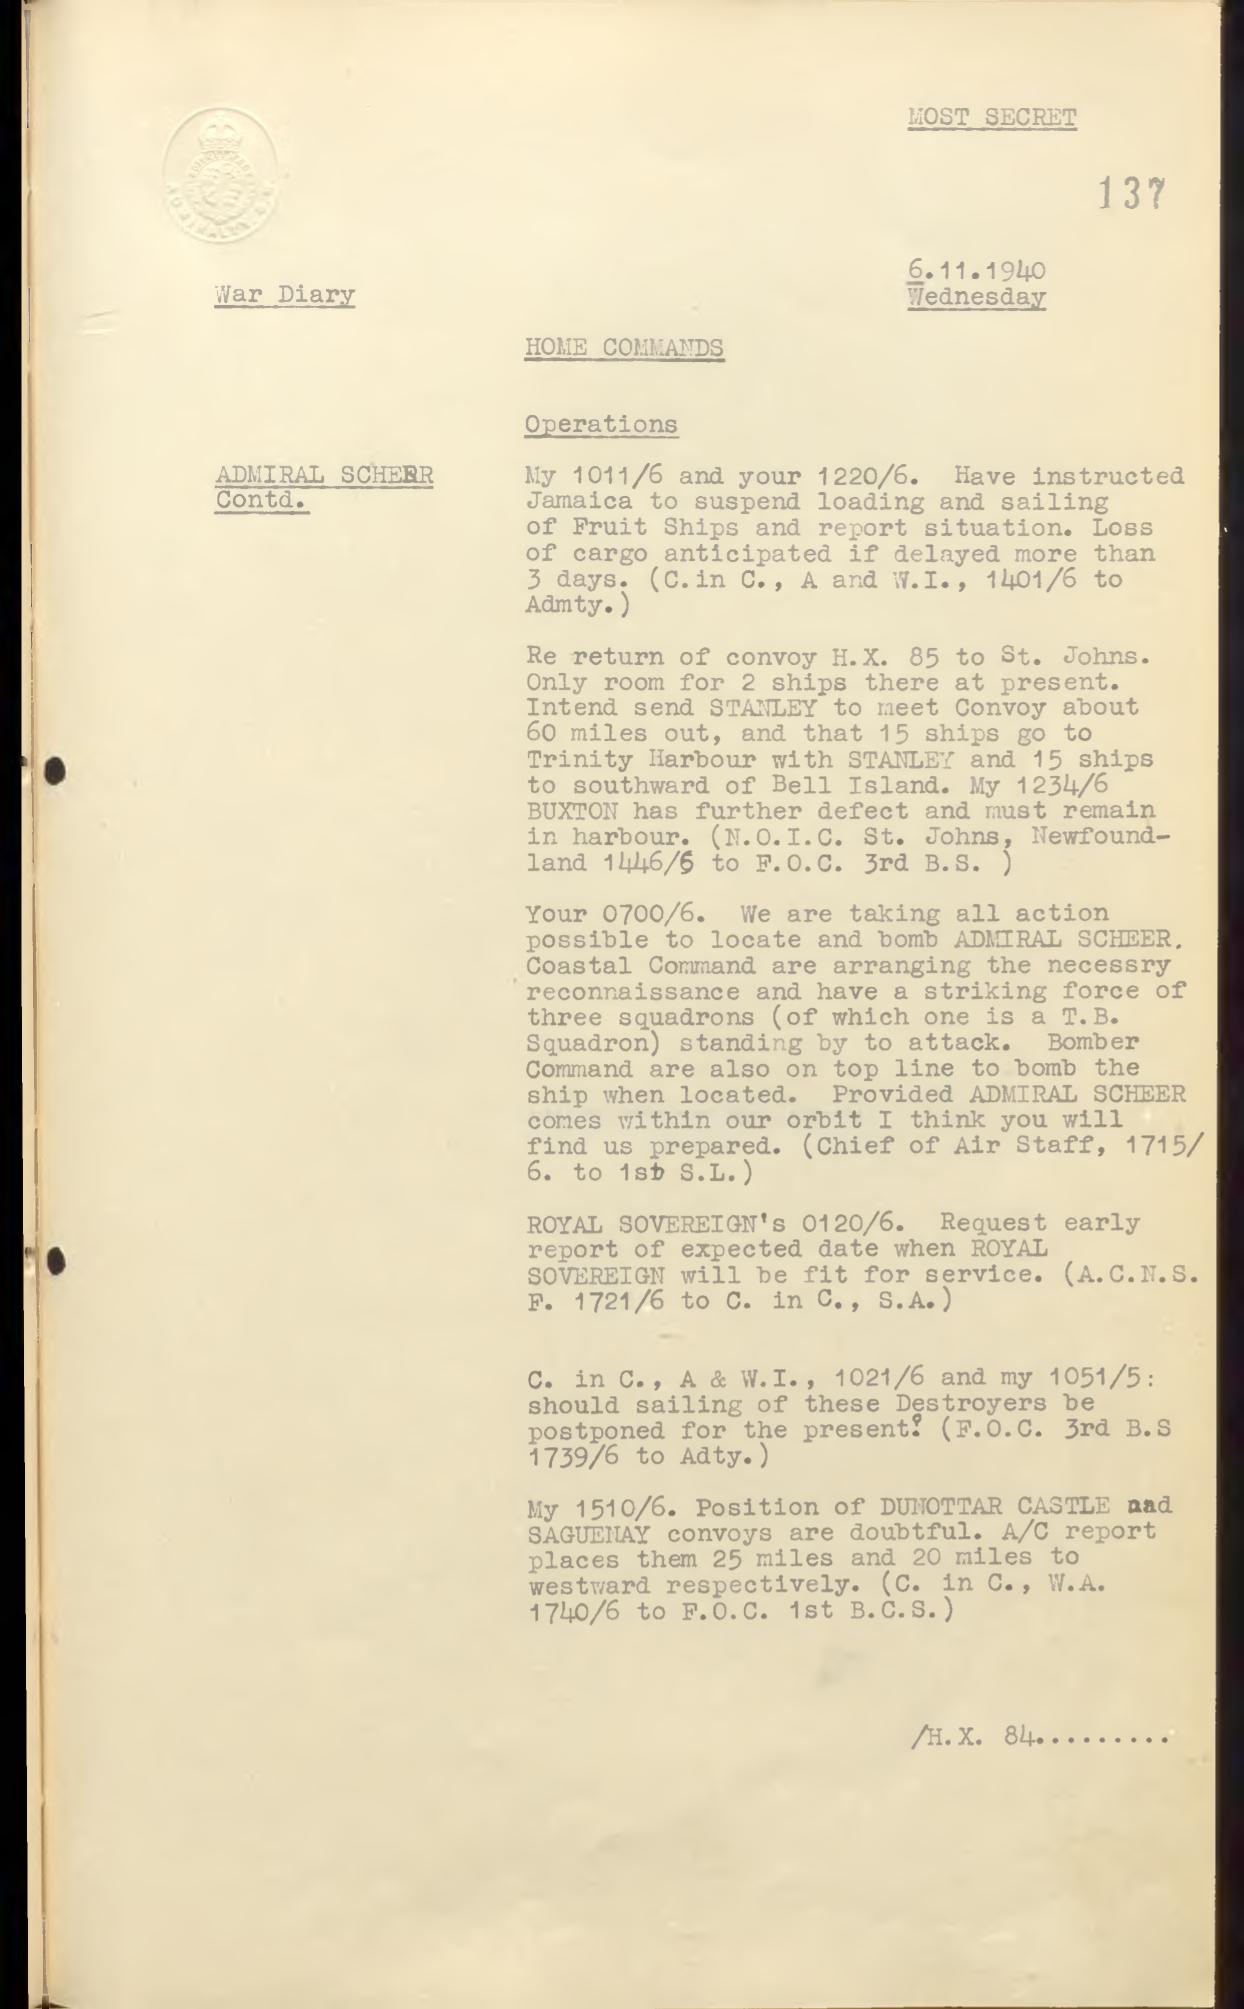 MOST SECRET
137
6.11.1940
Wednesday
War Diary
HOME COMMANDS
Operations
ADMIRAL SCHEER
Contd.
My 1011/6 and your 1220/6. Have instructed
Jamaica to suspend loading and sailing
of Fruit Ships and report situation. Loss
of cargo anticipated if delayed more than
3 days. (C.in C., A and W.I., 1401/6 to
Admty.)
Re return of convoy H.X. 85 to St. Johns.
Only room for 2 ships there at present.
Intend send STANLEY to meet Convoy about
60 miles out, and that 15 ships go to
Trinity Harbour with STANLEY and 15 ships
to southward of Bell Island. My 1234/6
BUXTON has further defect and must remain
in harbour. (N.O.I.C. St. Johns, Newfound-
land 1446/6 to F.O.C. 3rd B.S. )
Your 0700/6. We are taking all action
possible to locate and bomb ADMIRAL SCHEER.
Coastal Command are arranging the necessry
reconnaissance and have a striking force of
three squadrons (of which one is a T.B.
Squadron) standing by to attack. Bomber
Command are also on top line to bomb the
ship when located. Provided ADMIRAL SCHEER
comes within our orbit I think you will
find us prepared. (Chief of Air Staff, 1715/
6. to 1st S.L.)
ROYAL SOVEREIGN's 0120/6. Request early
report of expected date when ROYAL
SOVEREIGN will be fit for service. (A.C.N.S.
F. 1721/6 to C. in C., S.A.)
C. in C., A & W.I., 1021/6 and my 1051/5:
should sailing of these Destroyers be
postponed for the present? (F.O.C. 3rd B.S
1739/6 to Adty.)
My 1510/6. Position of DUNOTTAR CASTLE and
SAGUENAY convoys are doubtful. A/C report
places them 25 miles and 20 miles to
westward respectively. (C. in C., W.A.
1740/6 to F.O.C. 1st B.C.S.)
/H.X. 84.........